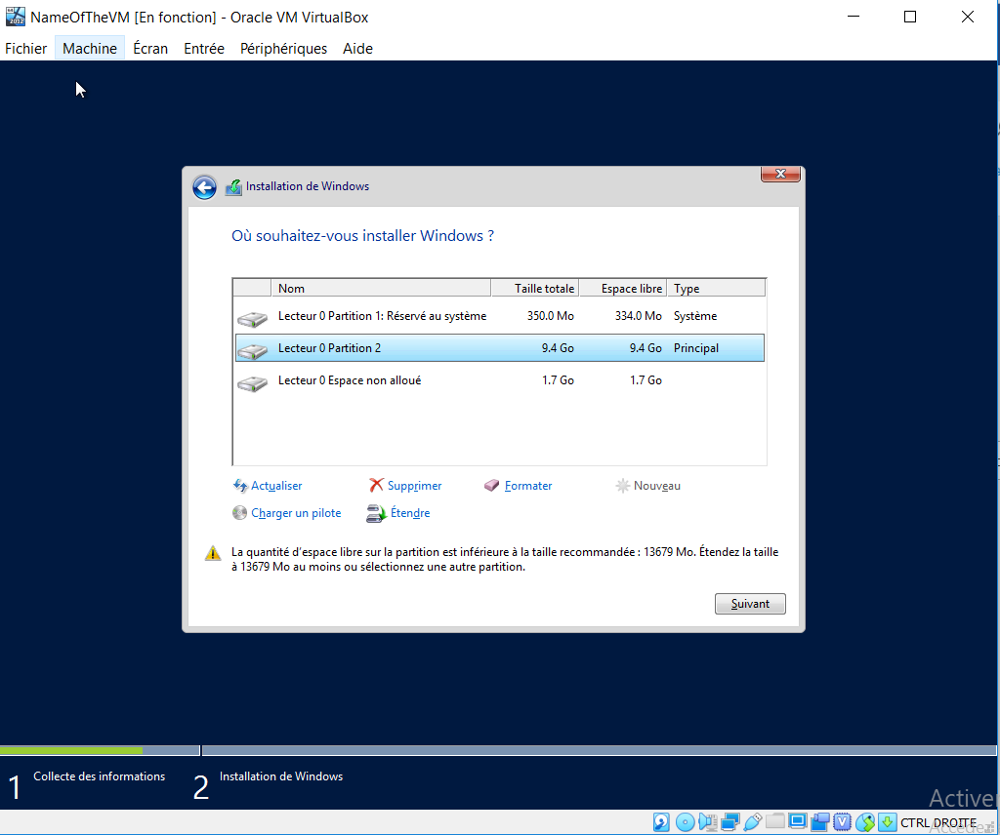 NameOfTheVM [En fonction] - Oracle VM VirtualBox
Fichier Machine Écran Entrée Périphériques Aide
Installation de Windows
Où souhaitez-vous installer Windows ?
Nom Taille totale Espace libre Type
Lecteur 0 Partition 1: Réservé au système 350.0 Mo 334.0 Mo Système
Lecteur 0 Partition 2 9.4 Go 9.4 Go Principal
Lecteur 0 Espace non alloué 1.7 Go 1.7 Go
Actualiser Supprimer Formater Nouveau
Charger un pilote Étendre
La quantité d'espace libre sur la partition est inférieure à la taille recommandée : 13679 Mo. Étendez la taille
à 13679 Mo au moins ou sélectionnez une autre partition.
Suivant
1 Collecte des informations 2 Installation de Windows
Activer
CTRL DROITE